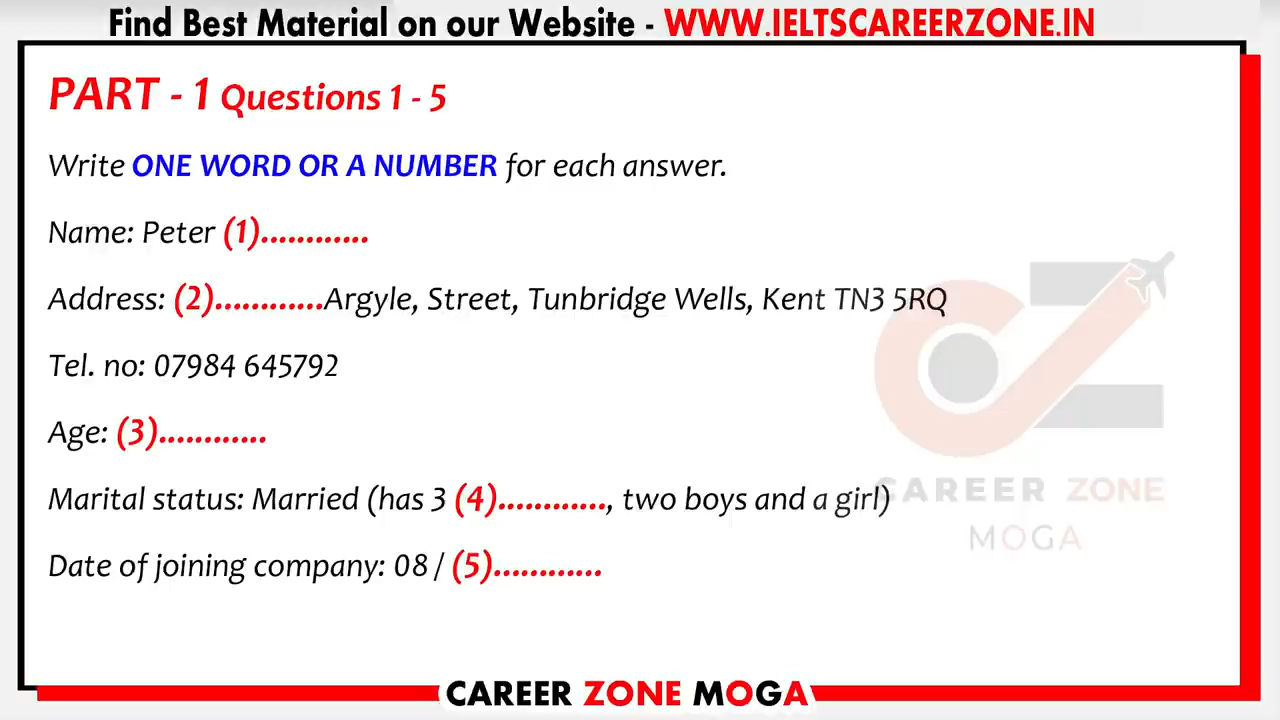 Find Best Material on our Website - WWW.IELTSCAREERZONE.IN
PART - 1 Questions 1 - 5
Write ONE WORD OR A NUMBER for each answer.
Name: Peter (1)............
Address: (2)............Argyle, Street, Tunbridge Wells, Kent TN3 5RQ
Tel. no: 07984 645792
Age: (3)............
Marital status: Married (has 3 (4)............, two boys and a girl)
CAREER ZONE
MOGA
Date of joining company: 08 / (5)............
CAREER ZONE MOGA